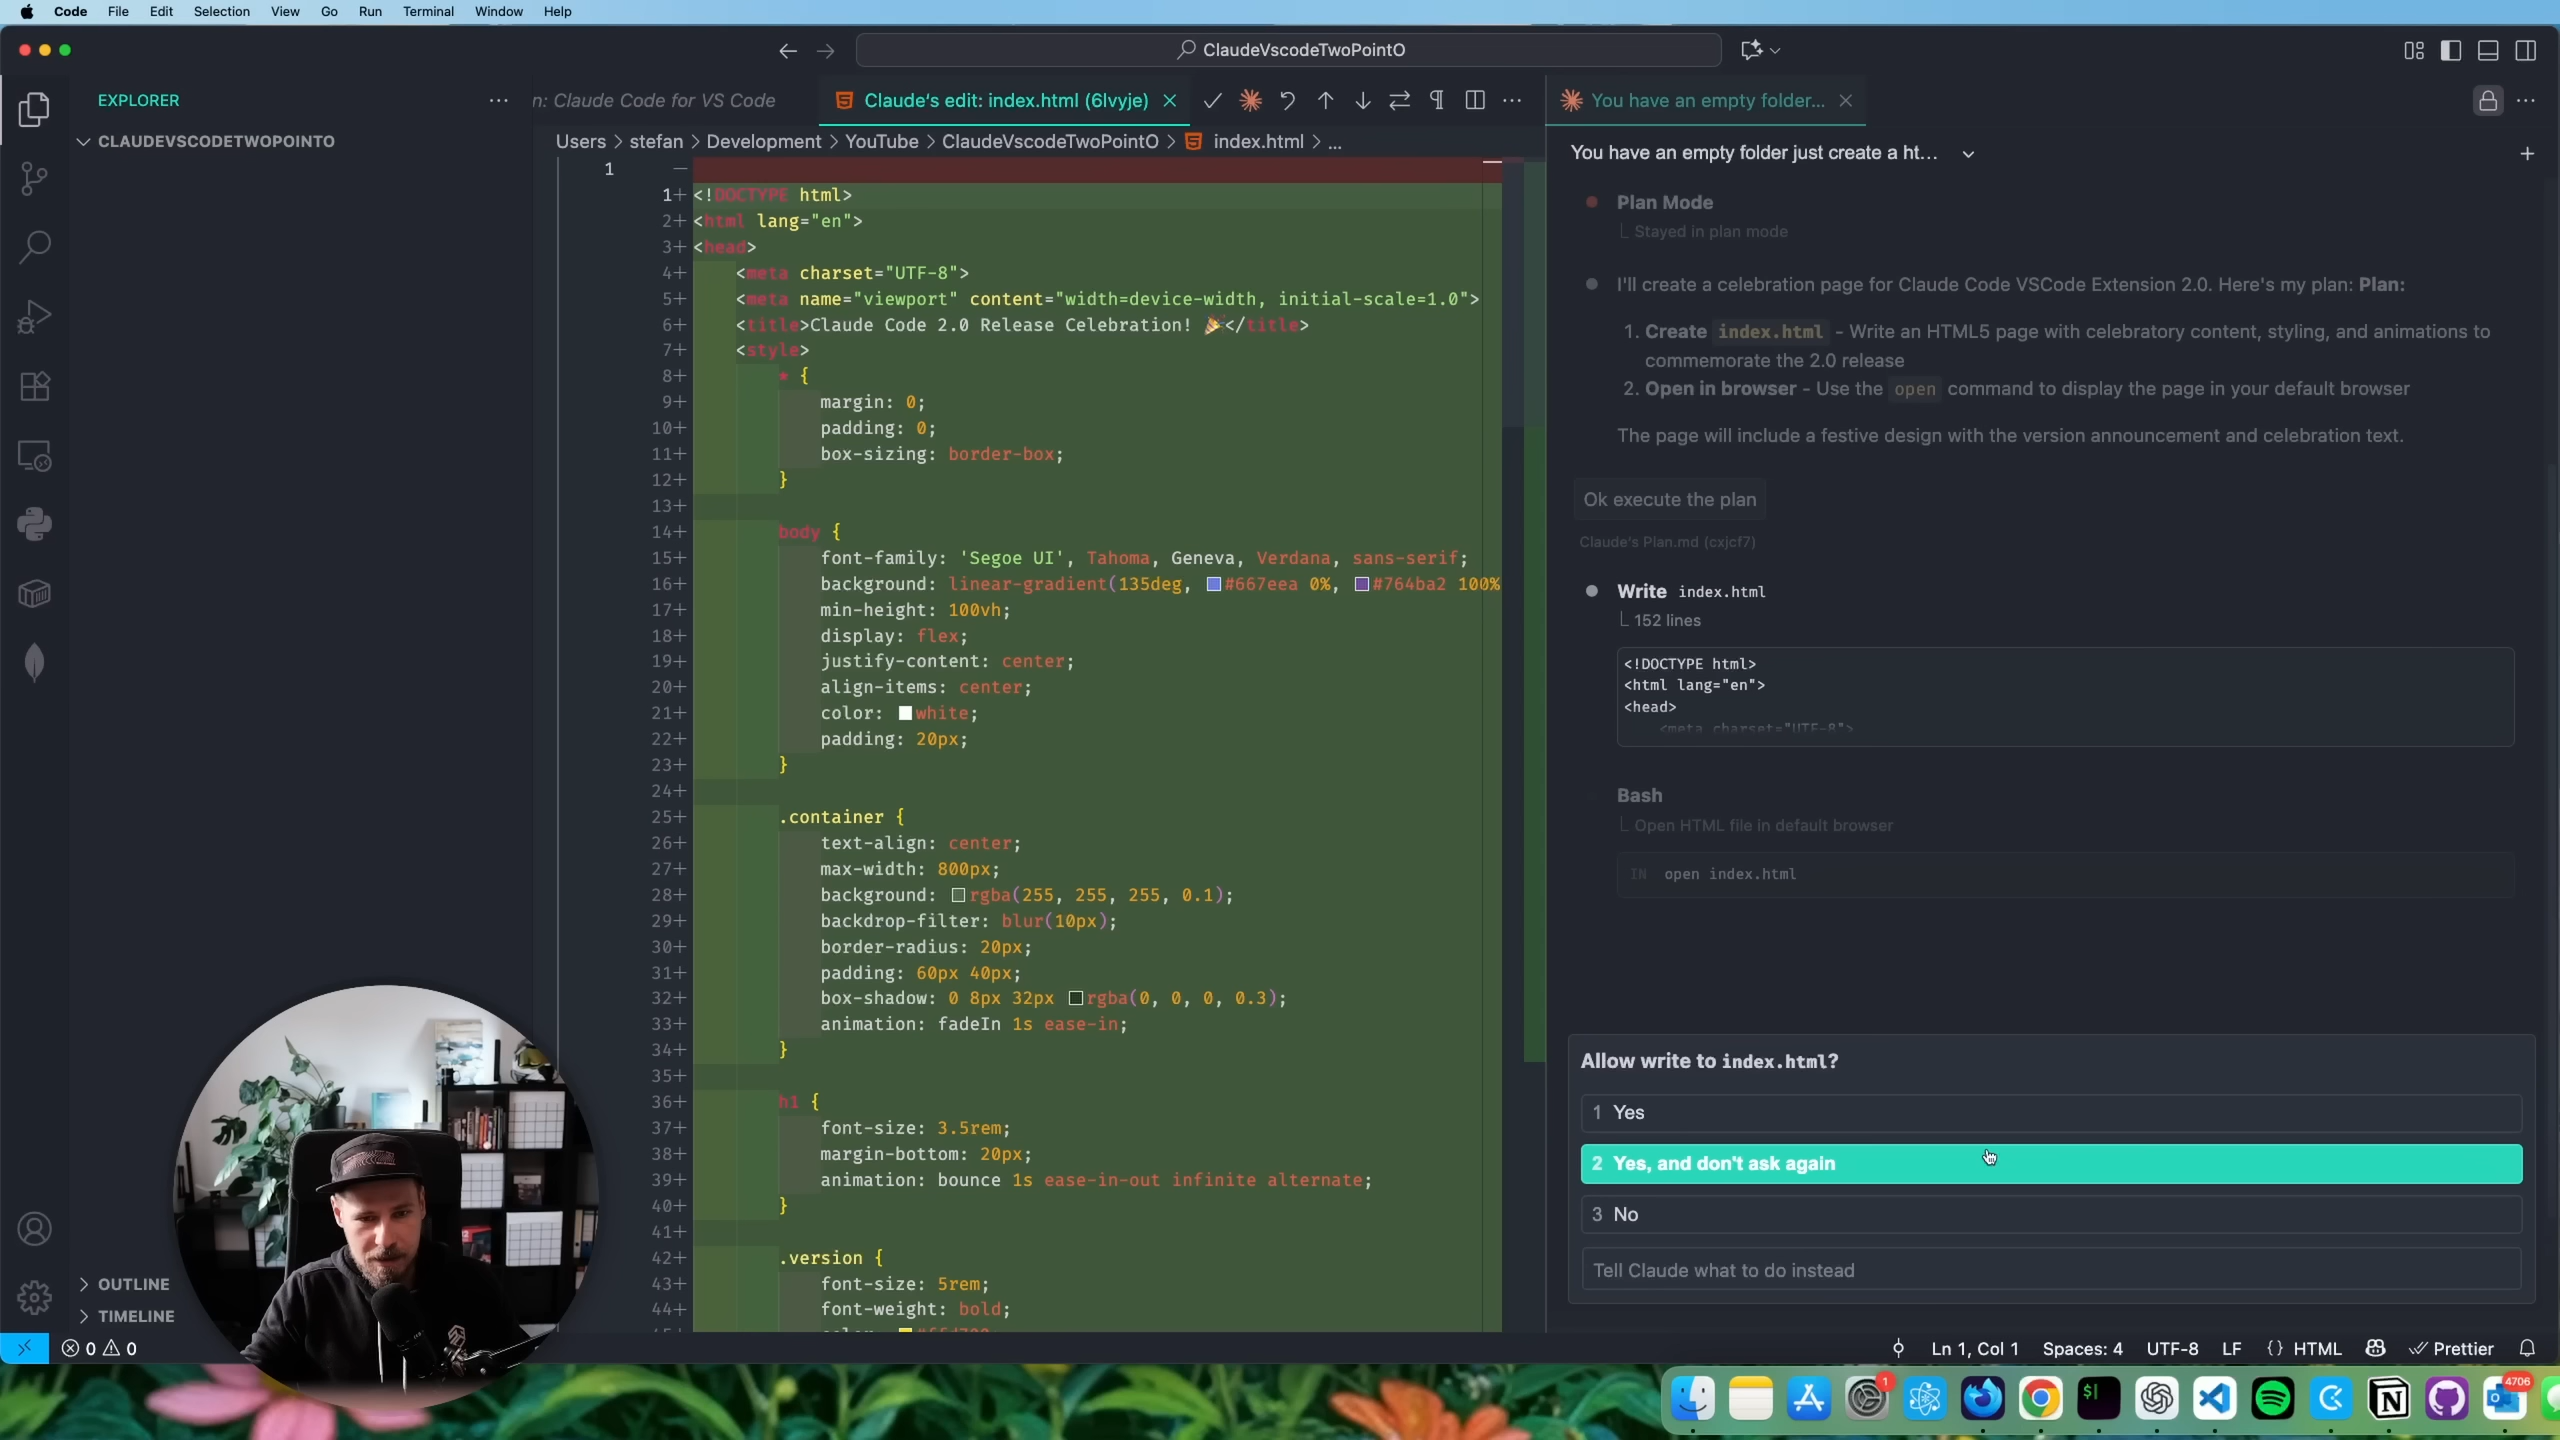 Code File Edit Selection View Go Run Terminal Window Help
ClaudeVscodeTwoPointO
EXPLORER
CLAUDEVSCODETWOPOINTO
OUTLINE
TIMELINE
n: Claude Code for VS Code
Claude's edit: index.html (6lvyje)
Users > stefan > Development > YouTube > ClaudeVscodeTwoPointO > index.html > ...
1
1+ <!DOCTYPE html>
2+ <html lang="en">
3+ <head>
4+ <meta charset="UTF-8">
5+ <meta name="viewport" content="width=device-width, initial-scale=1.0">
6+ <title>Claude Code 2.0 Release Celebration! 🎉</title>
7+ <style>
8+ * {
9+ margin: 0;
10+ padding: 0;
11+ box-sizing: border-box;
12+ }
13+
14+ body {
15+ font-family: 'Segoe UI', Tahoma, Geneva, Verdana, sans-serif;
16+ background: linear-gradient(135deg, #667eea 0%, #764ba2 100%
17+ min-height: 100vh;
18+ display: flex;
19+ justify-content: center;
20+ align-items: center;
21+ color: white;
22+ padding: 20px;
23+ }
24+
25+ .container {
26+ text-align: center;
27+ max-width: 800px;
28+ background: rgba(255, 255, 255, 0.1);
29+ backdrop-filter: blur(10px);
30+ border-radius: 20px;
31+ padding: 60px 40px;
32+ box-shadow: 0 8px 32px rgba(0, 0, 0, 0.3);
33+ animation: fadeIn 1s ease-in;
34+ }
35+
36+ h1 {
37+ font-size: 3.5rem;
38+ margin-bottom: 20px;
39+ animation: bounce 1s ease-in-out infinite alternate;
40+ }
41+
42+ .version {
43+ font-size: 5rem;
44+ font-weight: bold;
You have an empty folder...
You have an empty folder just create a ht...
Plan Mode
Stayed in plan mode
I'll create a celebration page for Claude Code VSCode Extension 2.0. Here's my plan: Plan:
1. Create index.html - Write an HTML5 page with celebratory content, styling, and animations to
commemorate the 2.0 release
2. Open in browser - Use the open command to display the page in your default browser
The page will include a festive design with the version announcement and celebration text.
Ok execute the plan
Claude's Plan.md (cxjcf7)
Write index.html
152 lines
<!DOCTYPE html>
<html lang="en">
<head>
<meta charset="UTF-8">
Bash
Open HTML file in default browser
IN open index.html
Allow write to index.html?
1 Yes
2 Yes, and don't ask again
3 No
Tell Claude what to do instead
0 0
Ln 1, Col 1 Spaces: 4 UTF-8 LF {} HTML Prettier
1
4706